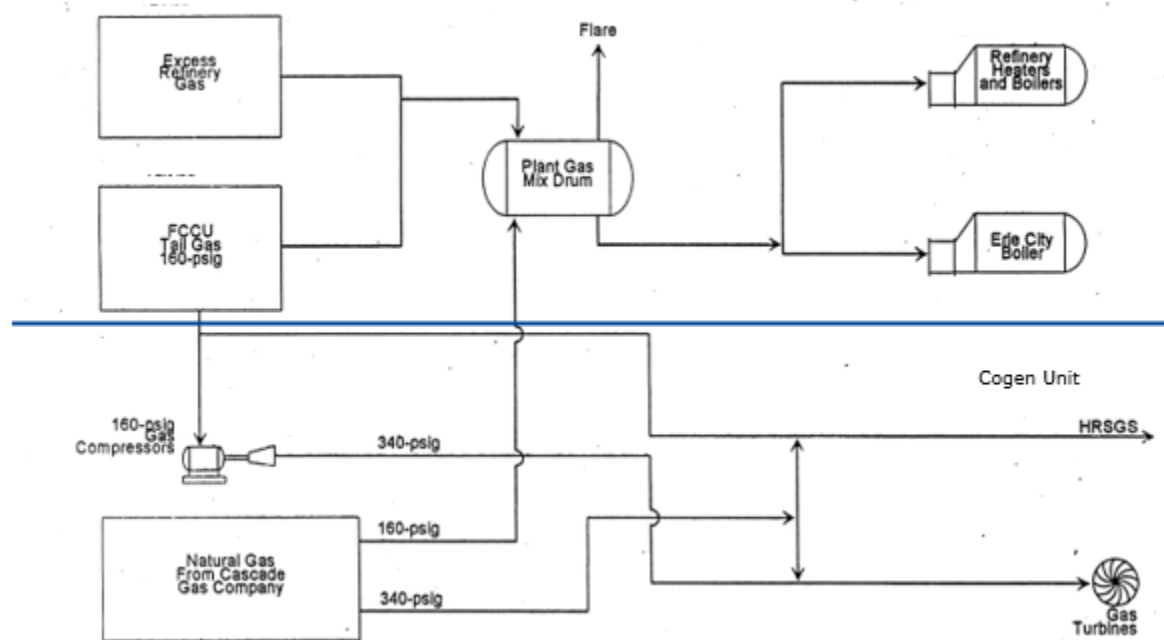 Flare
Excess
Refinery
Gas
Refinery
Heaters
and Boilers
Plant Gas
Mix Drum
FCCU
Tail Gas
160-psig
Erie City
Boiler
Cogen Unit
160-psig
Gas
Compressors
340-psig
HRSGS
160-psig
Natural Gas
From Cascade
Gas Company
340-psig
Gas
Turbines